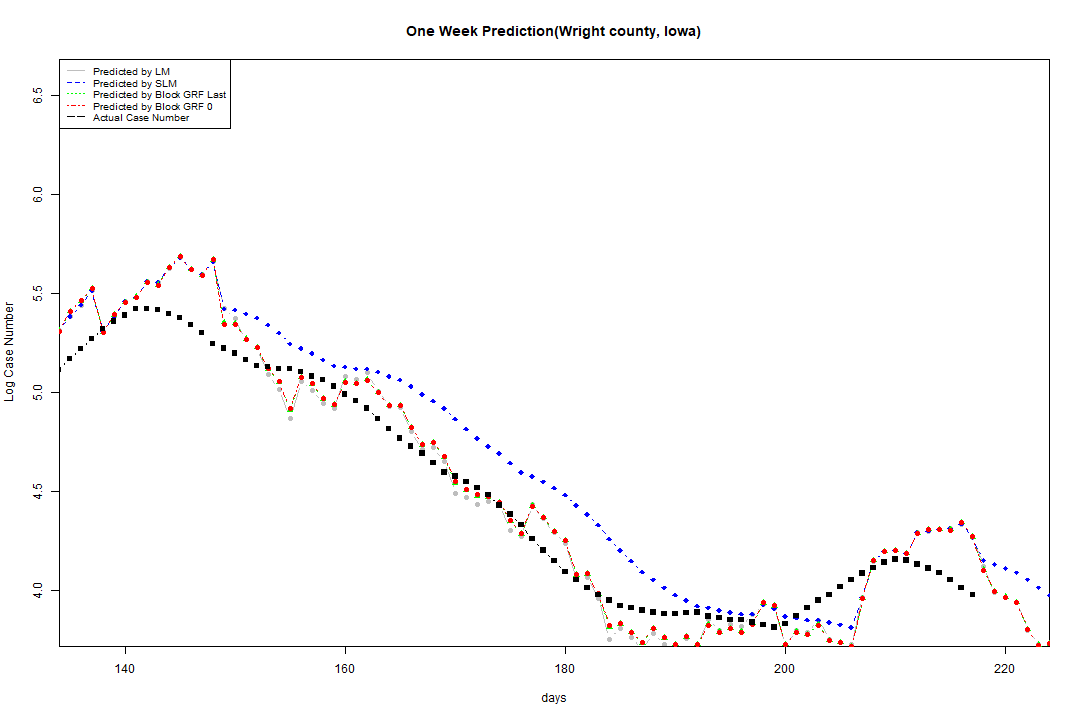 One Week Prediction(Wright county, Iowa)
Predicted by LM
Predicted by SLM
Predicted by Block GRF Last
Predicted by Block GRF 0
Actual Case Number
6.5
6.0
5.5
5.0
4.5
4.0
Log Case Number
140 160 180 200 220
days